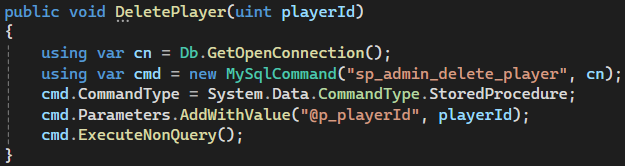 public void DeletePlayer(uint playerId)
{
using var cn = Db.GetOpenConnection();
using var cmd = new MySqlCommand("sp_admin_delete_player", cn);
cmd.CommandType = System.Data.CommandType.StoredProcedure;
cmd.Parameters.AddWithValue("@p_playerId", playerId);
cmd.ExecuteNonQuery();
}